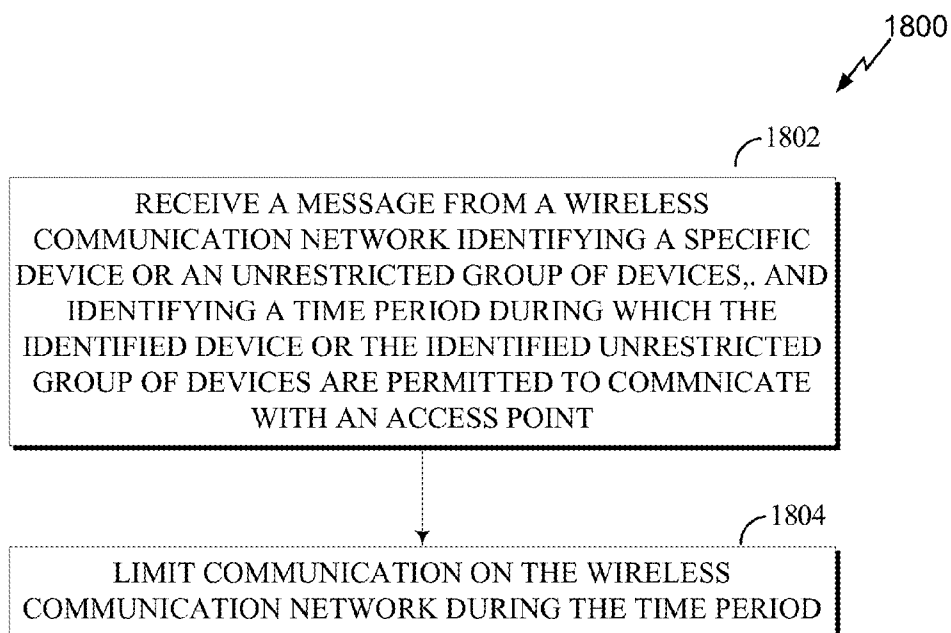 1800
1802
RECEIVE A MESSAGE FROM A WIRELESS
COMMUNICATION NETWORK IDENTIFYING A SPECIFIC
DEVICE OR AN UNRESTRICTED GROUP OF DEVICES,. AND
IDENTIFYING A TIME PERIOD DURING WHICH THE
IDENTIFIED DEVICE OR THE IDENTIFIED UNRESTRICTED
GROUP OF DEVICES ARE PERMITTED TO COMMNICATE
WITH AN ACCESS POINT
1804
LIMIT COMMUNICATION ON THE WIRELESS
COMMUNICATION NETWORK DURING THE TIME PERIOD